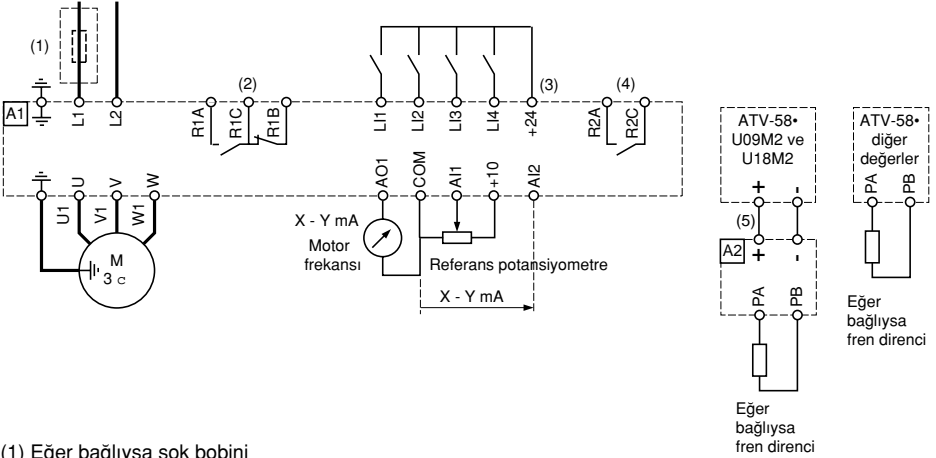 (1)
(2)
(3)
(4)
A1
L1
L2
R1A
R1C
R1B
LI1
LI2
LI3
LI4
+24
R2A
R2C
U
V
W
AO1
COM
AI1
+10
AI2
U1
V1
W1
M
3 c
X - Y mA
Motor
frekansı
Referans potansiyometre
X - Y mA
ATV-58•
U09M2 ve
U18M2
+
-
(5)
A2
+
-
PA
PB
Eğer
bağlıysa
fren direnci
ATV-58•
diğer
değerler
PA
PB
Eğer
bağlıysa
fren direnci
(1) Eğer bağlıysa şok bobini